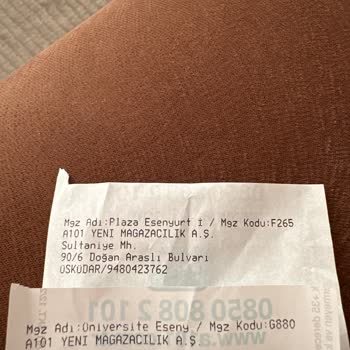 Mgz Adı:Plaza Esenyurt İ / Mgz Kodu:F265
A101 YENI MAGAZACILIK A.Ş.
Sultaniye Mh.
90/6 Doğan Araslı Bulvarı
ÜSKÜDAR/9480423762
0850 808 2 101
Mgz Adı:Üniversite Eseny / Mgz Kodu:G880
A101 YENI MAGAZACILIK A.Ş.